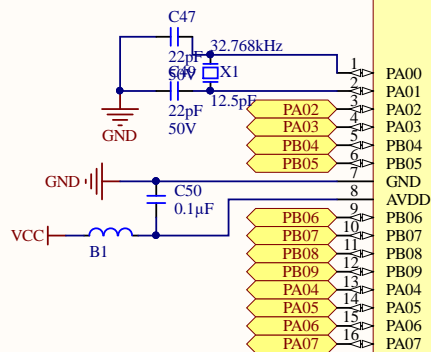 C47
22pF
50V
32.768kHz
X1
C49
22pF
50V
12.5pF
GND
1 PA00
2 PA01
PA02 3 PA02
PA03 4 PA03
PB04 5 PB04
PB05 6 PB05
GND 7 GND
C50
0.1µF
8 AVDD
VCC
B1
PB06 9 PB06
PB07 10 PB07
PB08 11 PB08
PB09 12 PB09
PA04 13 PA04
PA05 14 PA05
PA06 15 PA06
PA07 16 PA07